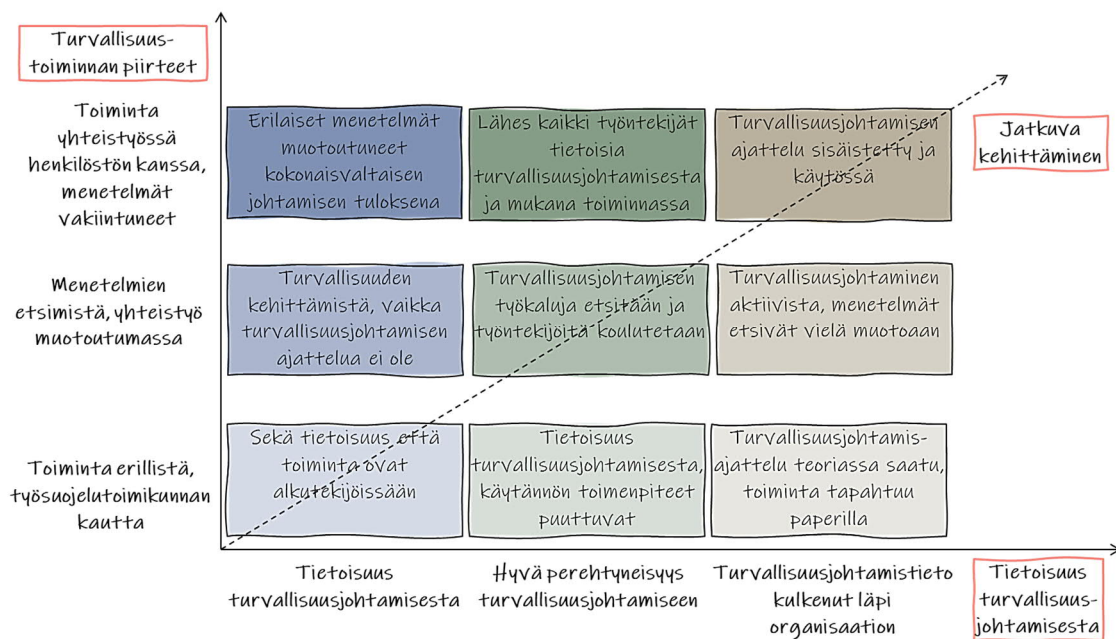 Turvallisuus-
toiminnan piirteet
Toiminta
yhteistyössä
henkilöstön kanssa,
menetelmät
vakiintuneet
Erilaiset menetelmät
muotoutuneet
kokonaisvaltaisen
johtamisen tuloksena
Lähes kaikki työntekijät
tietoisia
turvallisuusjohtamisesta
ja mukana toiminnassa
Turvallisuusjohtamisen
ajattelu sisäistetty ja
käytössä
Jatkuva
kehittäminen
Menetelmien
etsimistä, yhteistyö
muotoutumassa
Turvallisuuden
kehittämistä, vaikka
turvallisuusjohtamisen
ajattelua ei ole
Turvallisuusjohtamisen
työkaluja etsitään ja
työntekijöitä koulutetaan
Turvallisuusjohtaminen
aktiivista, menetelmät
etsivät vielä muotoaan
Toiminta erillistä,
työsuojelutoimikunnan
kautta
Sekä tietoisuus että
toiminta ovat
alkutekijöissään
Tietoisuus
turvallisuusjohtamisesta,
käytännön toimenpiteet
puuttuvat
Turvallisuusjohtamis-
ajattelu teoriassa saatu,
toiminta tapahtuu
paperilla
Tietoisuus
turvallisuusjohtamisesta
Hyvä perehtyneisyys
turvallisuusjohtamiseen
Turvallisuusjohtamistieto
kulkenut läpi
organisaation
Tietoisuus
turvallisuus-
johtamisesta